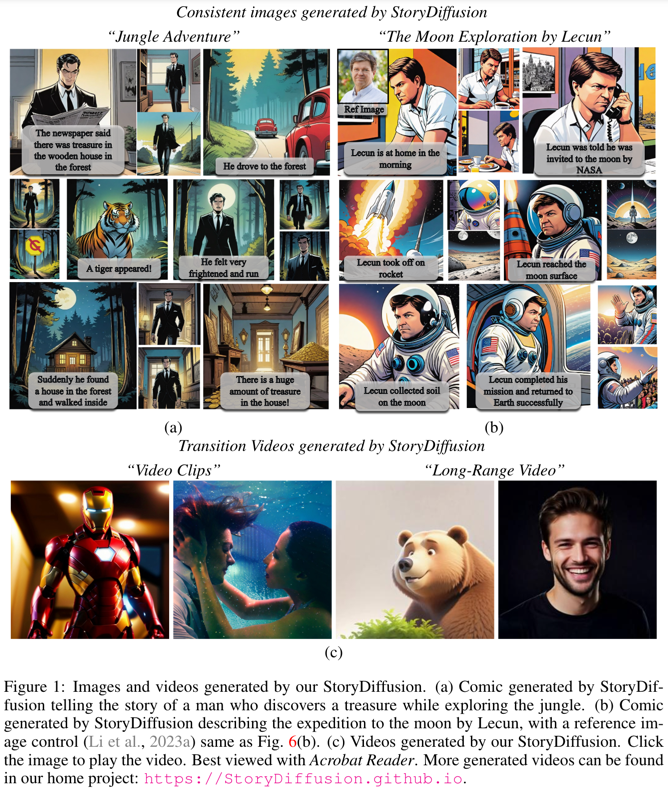 Consistent images generated by StoryDiffusion
“Jungle Adventure”
“The Moon Exploration by Lecun”
The newspaper said
there was treasure in
the wooden house in
the forest
He drove to the forest
Ref Image
Lecun is at home in the
morning
Lecun was told he was
invited to the moon by
NASA
A tiger appeared!
He felt very
frightened and run
Lecun took off on
rocket
Lecun reached the
moon surface
Suddenly he found
a house in the forest
and walked inside
There is a huge
amount of treasure
in the house!
Lecun collected soil
on the moon
Lecun completed his
mission and returned to
Earth successfully
(a)
(b)
Transition Videos generated by StoryDiffusion
“Video Clips”
“Long-Range Video”
(c)
Figure 1: Images and videos generated by our StoryDiffusion. (a) Comic generated by StoryDif-
fusion telling the story of a man who discovers a treasure while exploring the jungle. (b) Comic
generated by StoryDiffusion describing the expedition to the moon by Lecun, with a reference im-
age control (Li et al., 2023a) same as Fig. 6(b). (c) Videos generated by our StoryDiffusion. Click
the image to play the video. Best viewed with Acrobat Reader. More generated videos can be found
in our home project: https://StoryDiffusion.github.io.